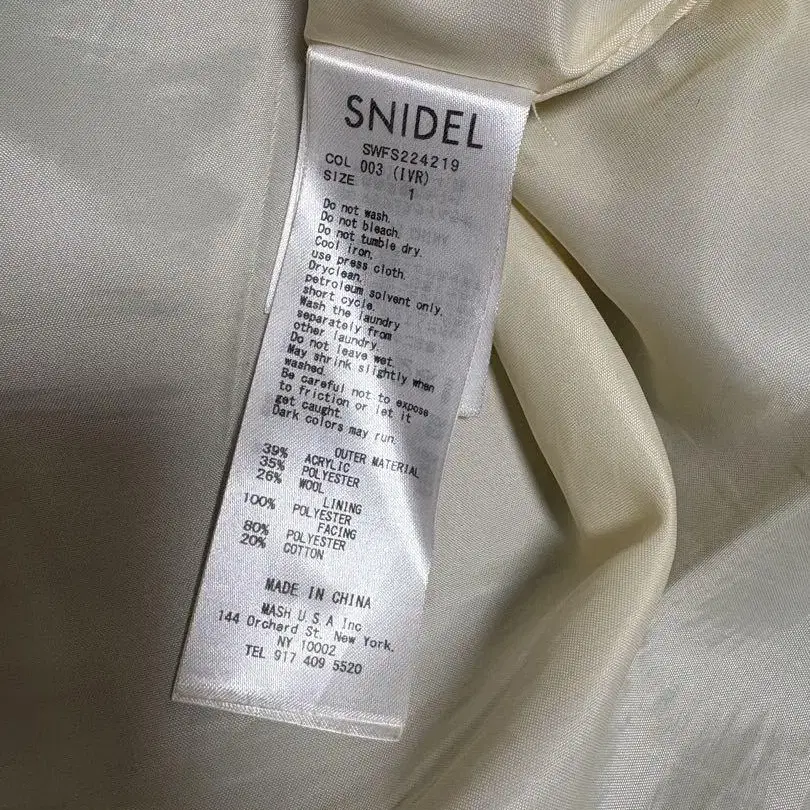 SNIDEL
SWFS224219
COL 003 (IVR)
SIZE 1
Do not wash.
Do not bleach.
Do not tumble dry.
Cool iron.
use press cloth.
Dryclean.
petroleum solvent only.
short cycle.
Wash the laundry
separately from
other laundry.
Do not leave wet.
May shrink slightly when
washed.
Be careful not to expose
to friction or let it
get caught.
Dark colors may run.
OUTER MATERIAL
39% ACRYLIC
35% POLYESTER
26% WOOL
LINING
100% POLYESTER
FACING
80% POLYESTER
20% COTTON
MADE IN CHINA
MASH U.S.A Inc
144 Orchard St. New York.
NY 10002
TEL 917 409 5520